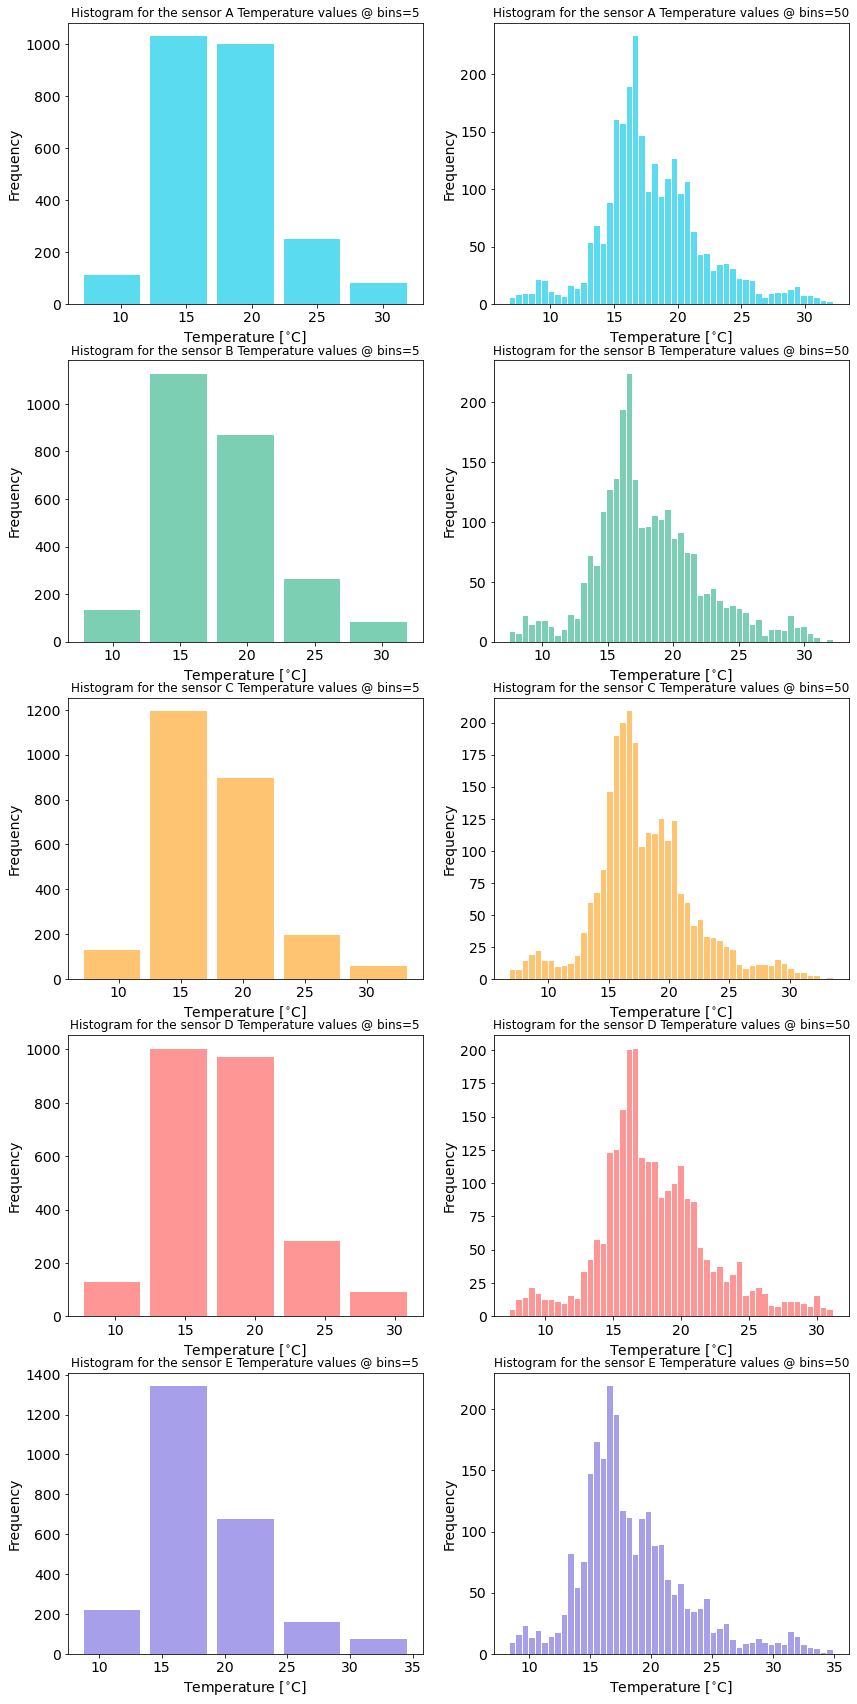 Histogram for the sensor A Temperature values @ bins=5
Histogram for the sensor A Temperature values @ bins=50
1000
800
600
400
200
0
Frequency
10 15 20 25 30
Temperature [°C]
200
150
100
50
0
Frequency
10 15 20 25 30
Temperature [°C]
Histogram for the sensor B Temperature values @ bins=5
Histogram for the sensor B Temperature values @ bins=50
1000
800
600
400
200
0
Frequency
10 15 20 25 30
Temperature [°C]
200
150
100
50
0
Frequency
10 15 20 25 30
Temperature [°C]
Histogram for the sensor C Temperature values @ bins=5
Histogram for the sensor C Temperature values @ bins=50
1200
1000
800
600
400
200
0
Frequency
10 15 20 25 30
Temperature [°C]
200
175
150
125
100
75
50
25
0
Frequency
10 15 20 25 30
Temperature [°C]
Histogram for the sensor D Temperature values @ bins=5
Histogram for the sensor D Temperature values @ bins=50
1000
800
600
400
200
0
Frequency
10 15 20 25 30
Temperature [°C]
200
175
150
125
100
75
50
25
0
Frequency
10 15 20 25 30
Temperature [°C]
Histogram for the sensor E Temperature values @ bins=5
Histogram for the sensor E Temperature values @ bins=50
1400
1200
1000
800
600
400
200
0
Frequency
10 15 20 25 30 35
Temperature [°C]
200
150
100
50
0
Frequency
10 15 20 25 30 35
Temperature [°C]